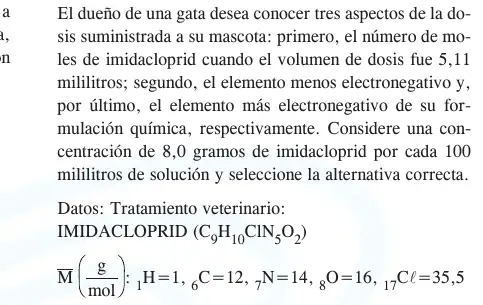 a
a,
ón
El dueño de una gata desea conocer tres aspectos de la do-
sis suministrada a su mascota: primero, el número de mo-
les de imidacloprid cuando el volumen de dosis fue 5,11
mililitros; segundo, el elemento menos electronegativo y,
por último, el elemento más electronegativo de su for-
mulación química, respectivamente. Considere una con-
centración de 8,0 gramos de imidacloprid por cada 100
mililitros de solución y seleccione la alternativa correcta.
Datos: Tratamiento veterinario:
IMIDACLOPRID (C₉H₁₀ClN₅O₂)
M̅ (g/mol): ₁H=1, ₆C=12, ₇N=14, ₈O=16, ₁₇Cℓ=35,5